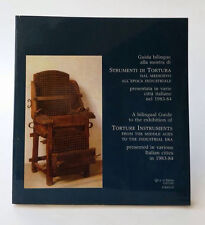 Guida bilingue
alla mostra di
STRUMENTI DI TORTURA
DAL MEDIOEVO
ALL'EPOCA INDUSTRIALE
presentata in varie
città italiane
nel 1983-84
A bilingual Guide
to the exhibition of
TORTURE INSTRUMENTS
FROM THE MIDDLE AGES
TO THE INDUSTRIAL ERA
presented in various
Italian cities
in 1983-84